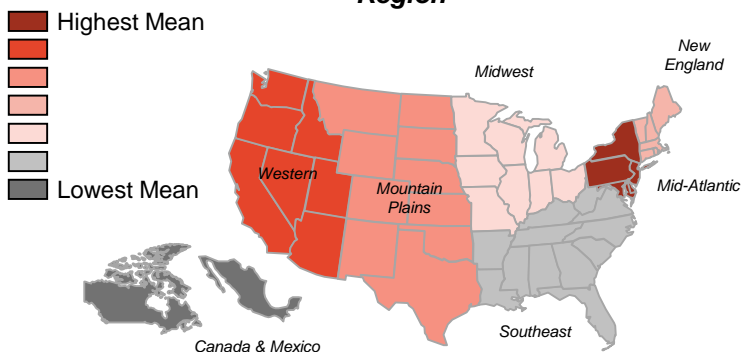 Region
Highest Mean
Lowest Mean
Midwest
New
England
Western
Mountain
Plains
Mid-Atlantic
Southeast
Canada & Mexico